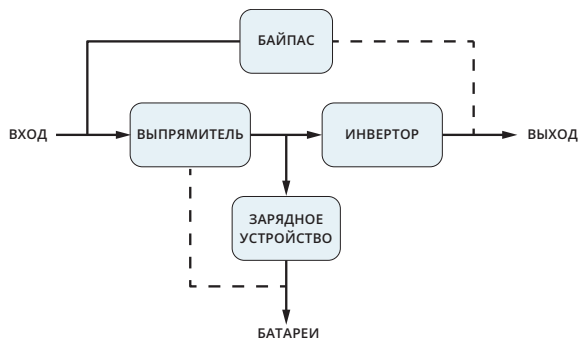 БАЙПАС
ВХОД
ВЫПРЯМИТЕЛЬ
ИНВЕРТОР
ВЫХОД
ЗАРЯДНОЕ
УСТРОЙСТВО
БАТАРЕИ